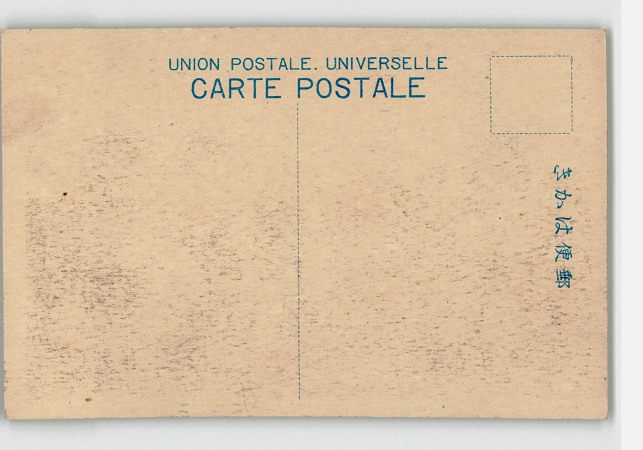 UNION POSTALE. UNIVERSELLE
CARTE POSTALE
きかは便郵